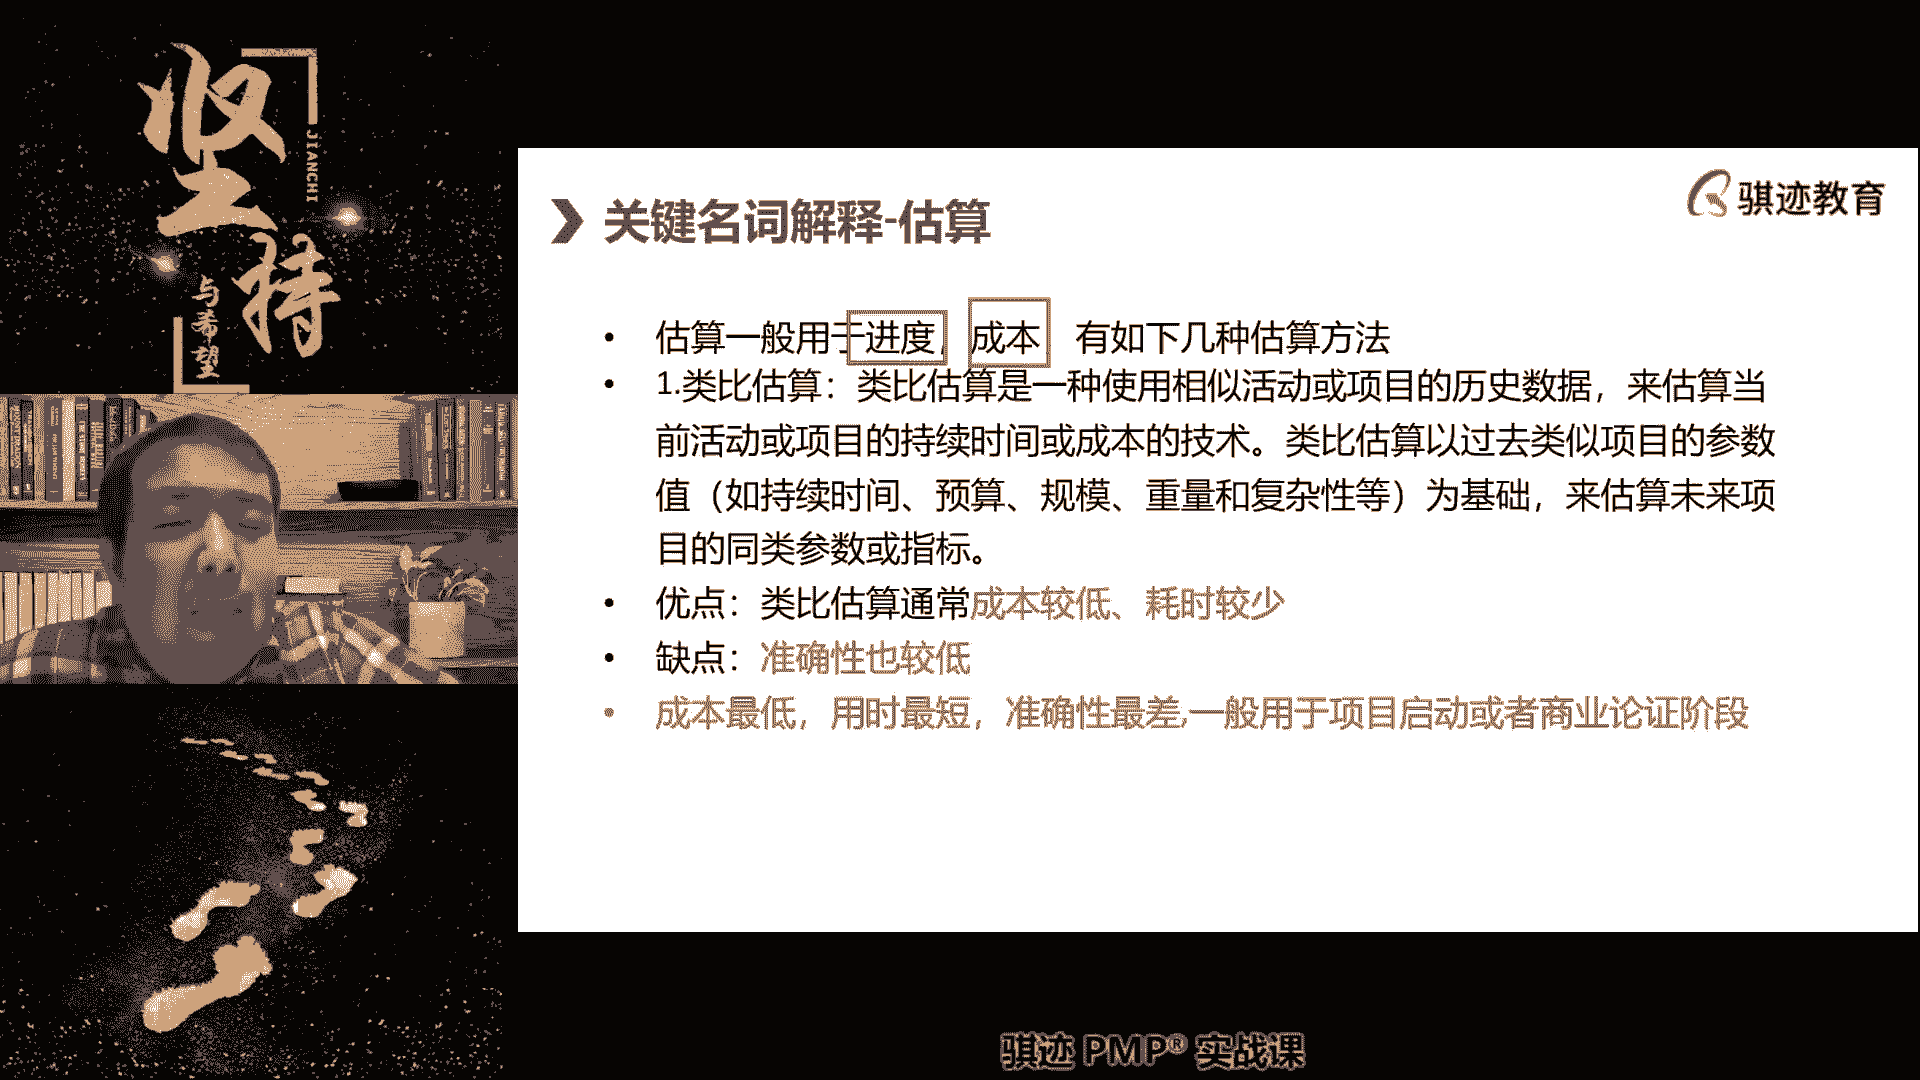 坚持
JIANCHI
与希望
骐迹教育
关键名词解释-估算
• 估算一般用于进度, 成本 有如下几种估算方法
• 1.类比估算：类比估算是一种使用相似活动或项目的历史数据，来估算当
前活动或项目的持续时间或成本的技术。类比估算以过去类似项目的参数
值（如持续时间、预算、规模、重量和复杂性等）为基础，来估算未来项
目的同类参数或指标。
• 优点：类比估算通常成本较低、耗时较少
• 缺点：准确性也较低
• 成本最低，用时最短，准确性最差,一般用于项目启动或者商业论证阶段
骐迹 PMP® 实战课